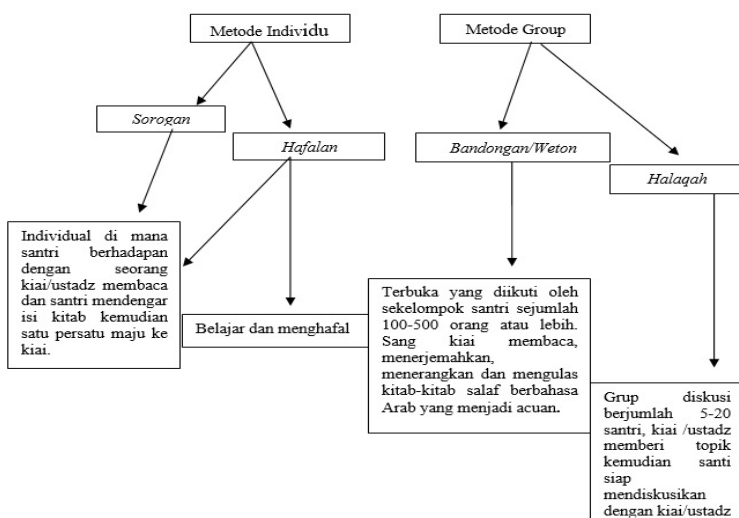 Metode Individu
Metode Group
Sorogan
Hafalan
Bandongan/Weton
Halaqah
Individual di mana
santri berhadapan
dengan seorang
kiai/ustadz membaca
dan santri mendengar
isi kitab kemudian
satu persatu maju ke
kiai.
Belajar dan menghafal
Terbuka yang diikuti oleh
sekelompok santri sejumlah
100-500 orang atau lebih.
Sang kiai membaca,
menerjemahkan,
menerangkan dan mengulas
kitab-kitab salaf berbahasa
Arab yang menjadi acuan.
Grup diskusi
berjumlah 5-20
santri, kiai /ustadz
memberi topik
kemudian santi
siap
mendiskusikan
dengan kiai/ustadz